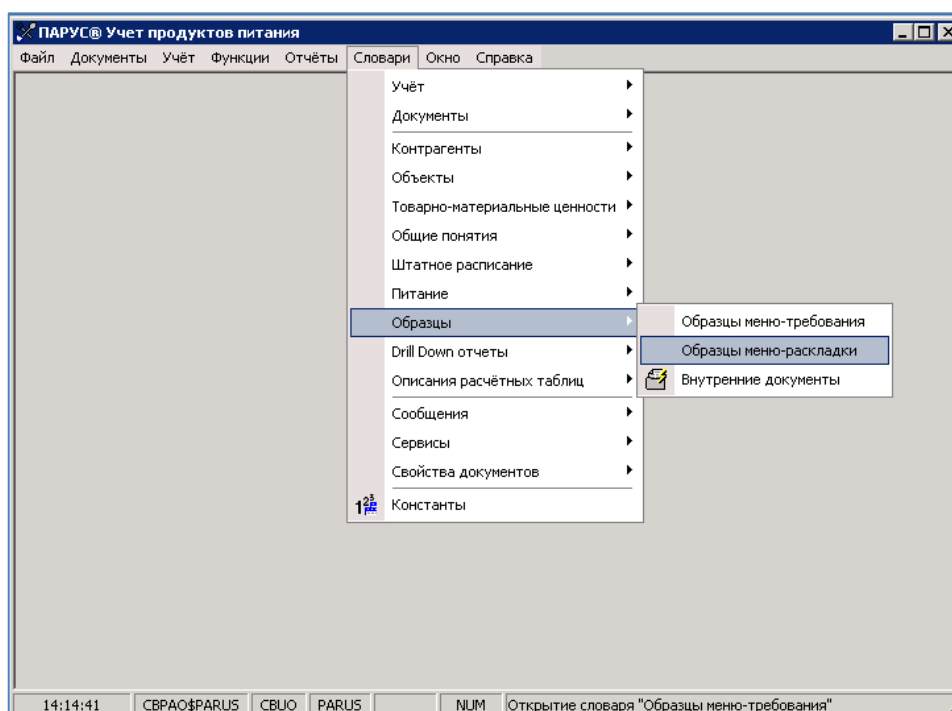 ПАРУС® Учет продуктов питания
Файл Документы Учёт Функции Отчёты Словари Окно Справка
Учёт
Документы
Контрагенты
Объекты
Товарно-материальные ценности
Общие понятия
Штатное расписание
Питание
Образцы
Drill Down отчеты
Описания расчётных таблиц
Сообщения
Сервисы
Свойства документов
Константы
Образцы меню-требования
Образцы меню-раскладки
Внутренние документы
14:14:41 CBPAO$PARUS CBUO PARUS NUM Открытие словаря "Образцы меню-требования"